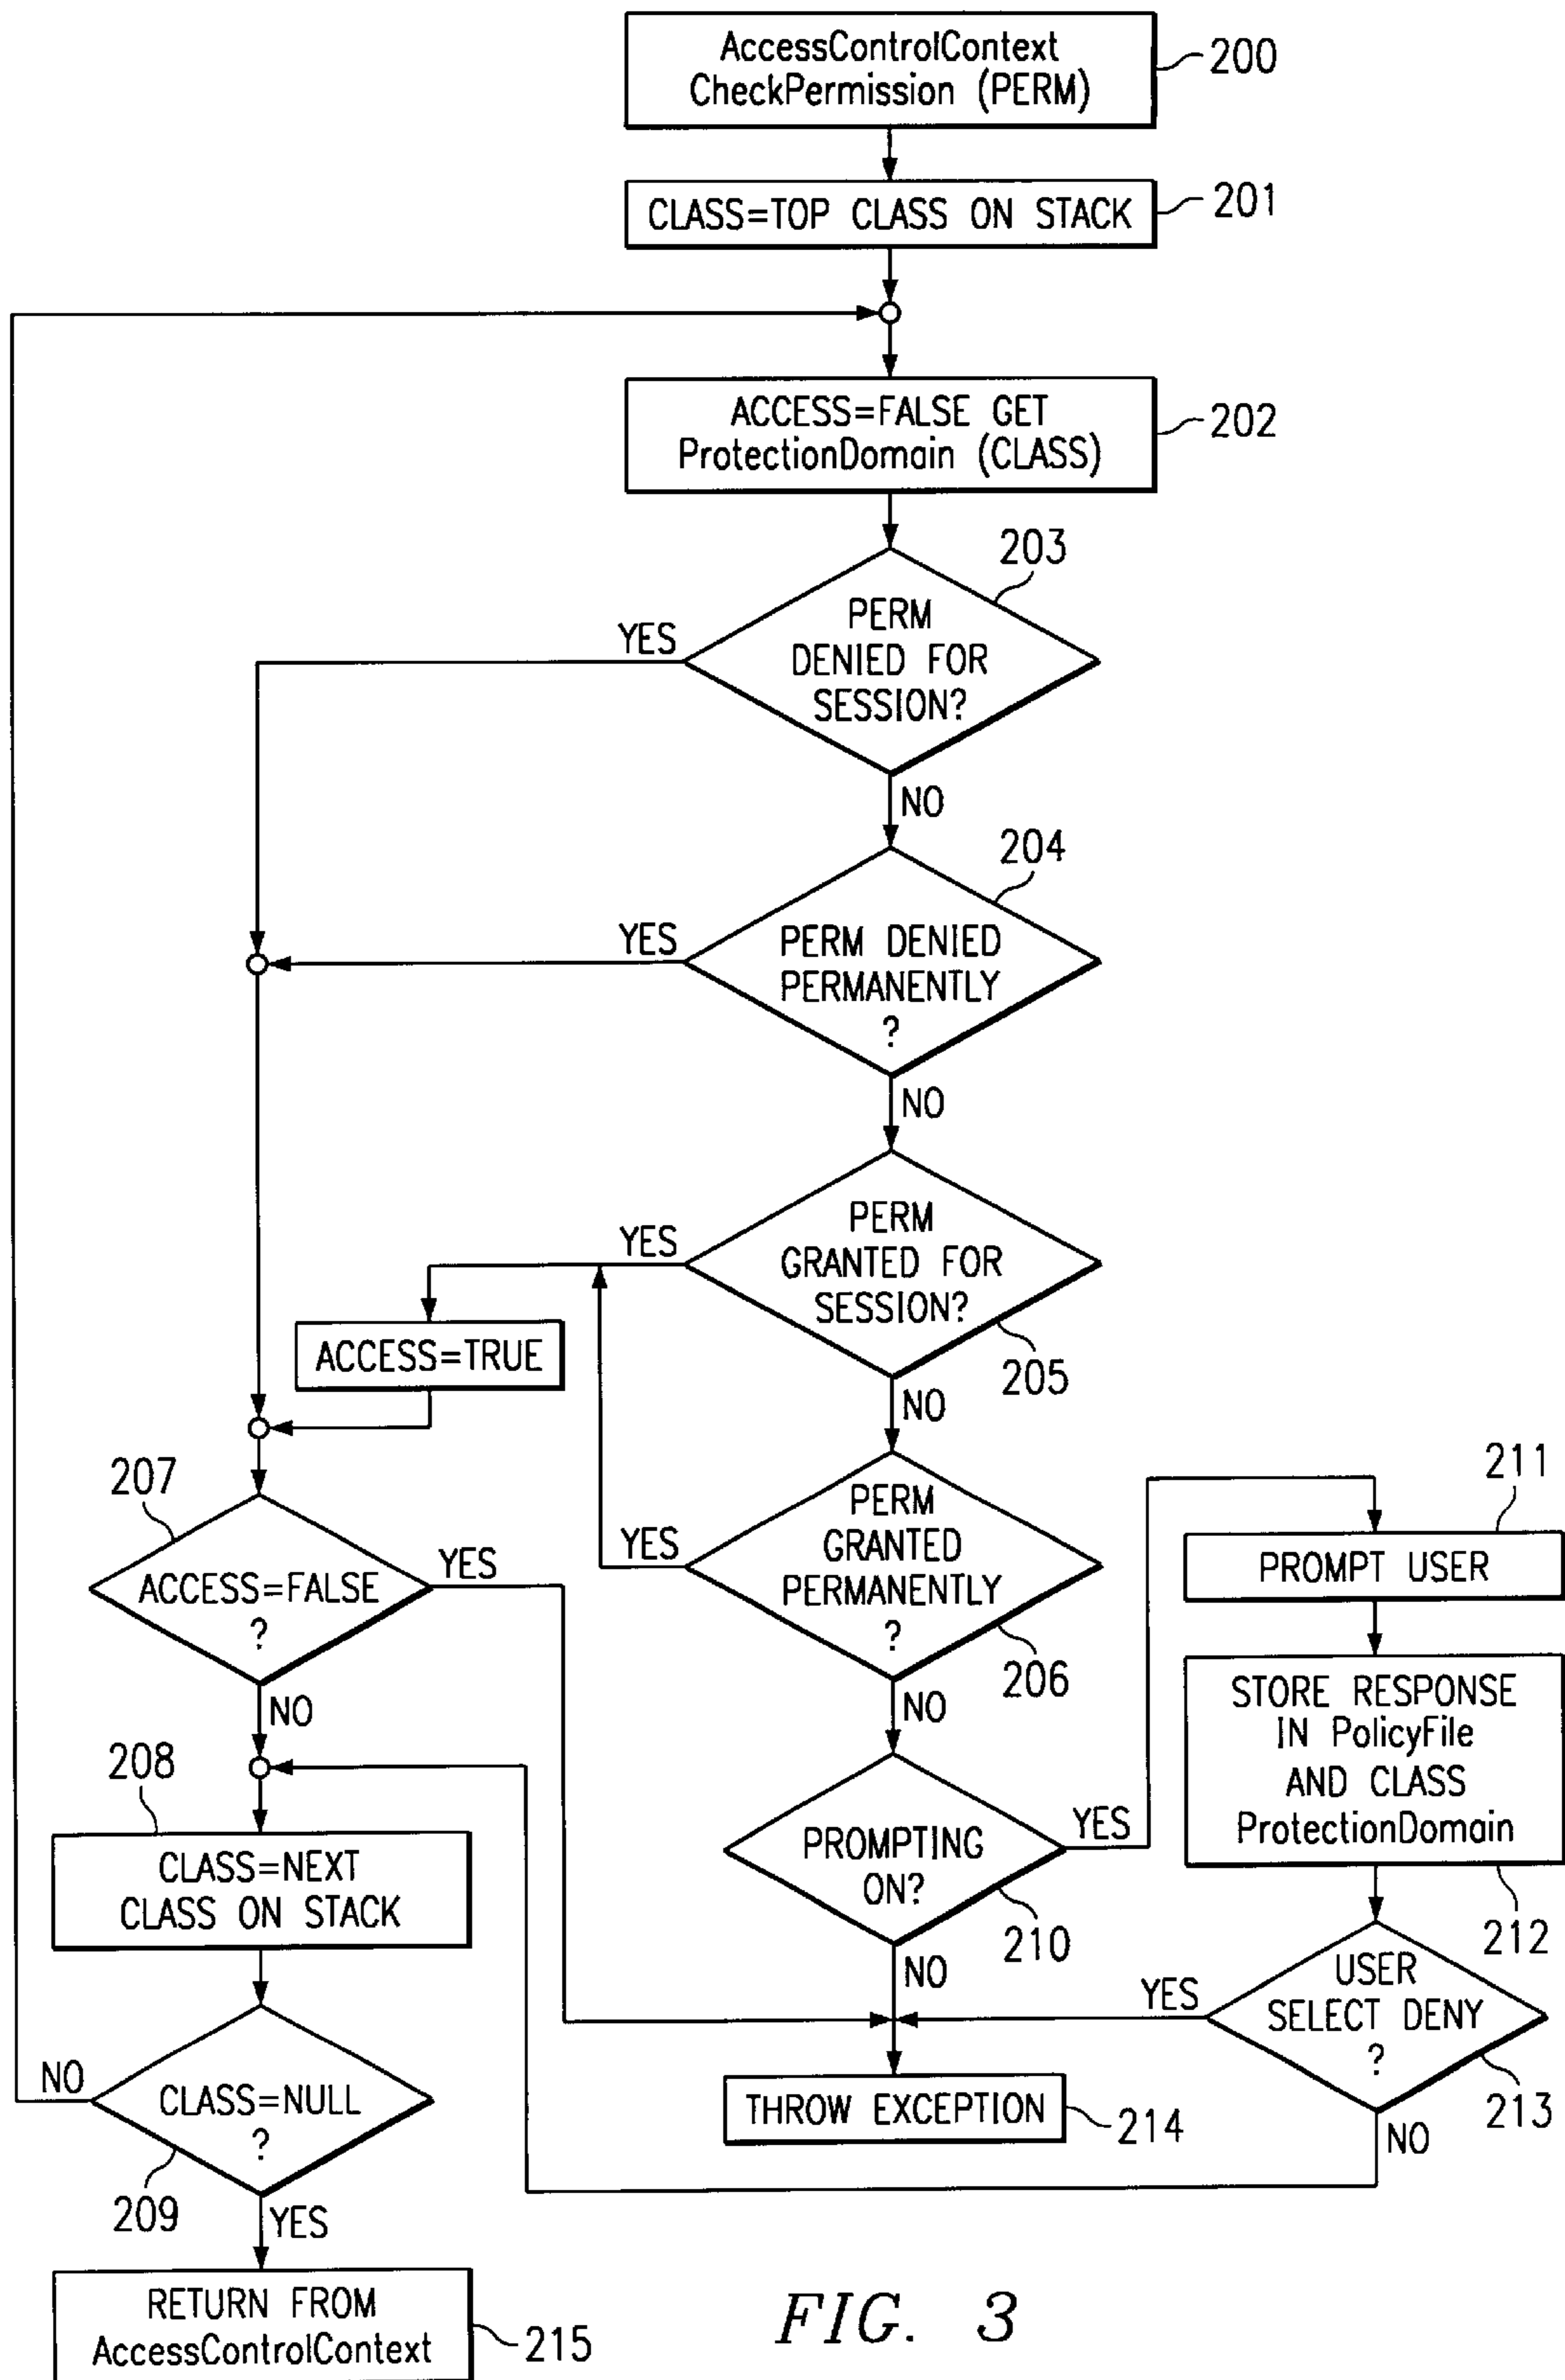 AccessControlContext
CheckPermission (PERM)
200
CLASS=TOP CLASS ON STACK
201
ACCESS=FALSE GET
ProtectionDomain (CLASS)
202
203
PERM
DENIED FOR
SESSION?
YES
NO
204
PERM DENIED
PERMANENTLY
?
YES
NO
PERM
GRANTED FOR
SESSION?
YES
205
NO
ACCESS=TRUE
207
ACCESS=FALSE
?
YES
NO
PERM
GRANTED
PERMANENTLY
?
YES
206
NO
211
PROMPT USER
STORE RESPONSE
IN PolicyFile
AND CLASS
ProtectionDomain
212
208
CLASS=NEXT
CLASS ON STACK
PROMPTING
ON?
YES
210
NO
USER
SELECT DENY
?
YES
213
NO
CLASS=NULL
?
NO
209
YES
THROW EXCEPTION
214
RETURN FROM
AccessControlContext
215
FIG. 3